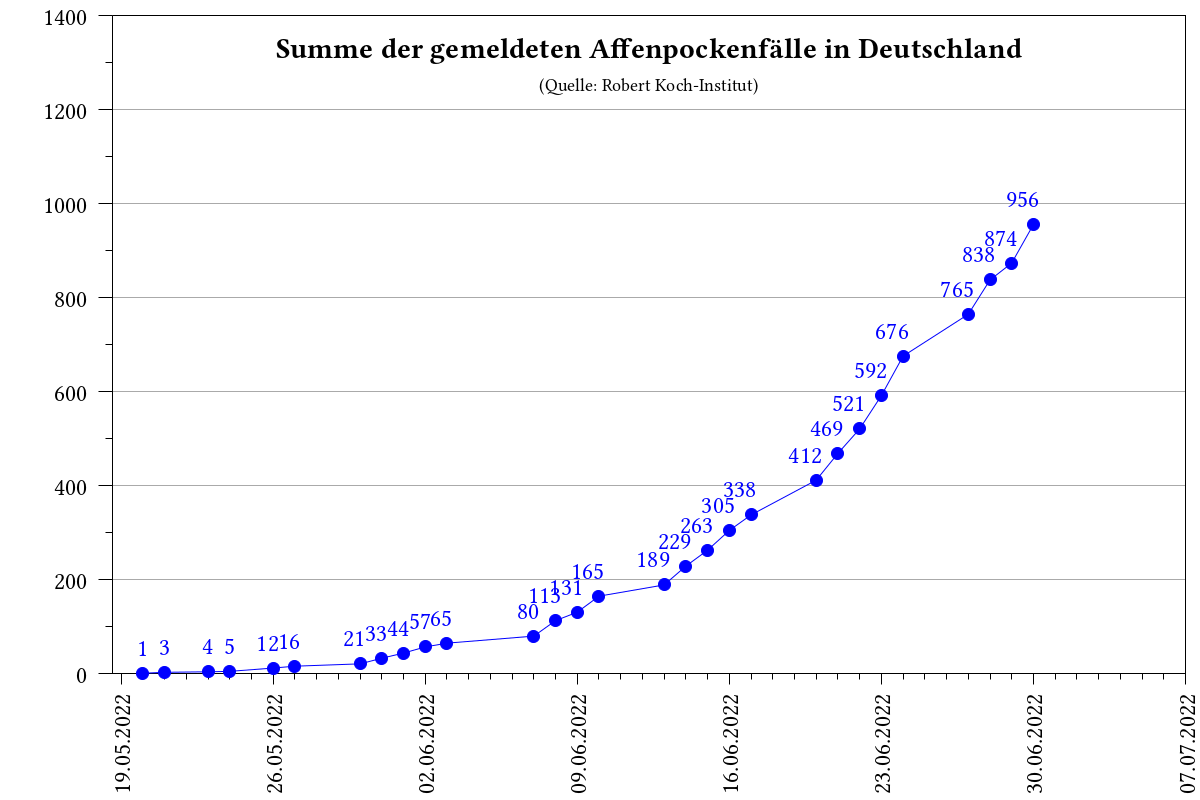 Summe der gemeldeten Affenpockenfälle in Deutschland
(Quelle: Robert Koch-Institut)
1400
1200
1000
800
600
400
200
0
1 3 4 5 12 16 21 33 44 57 65 80 113 131 165 189 229 263 305 338 412 469 521 592 676 765 838 874 956
19.05.2022 26.05.2022 02.06.2022 09.06.2022 16.06.2022 23.06.2022 30.06.2022 07.07.2022